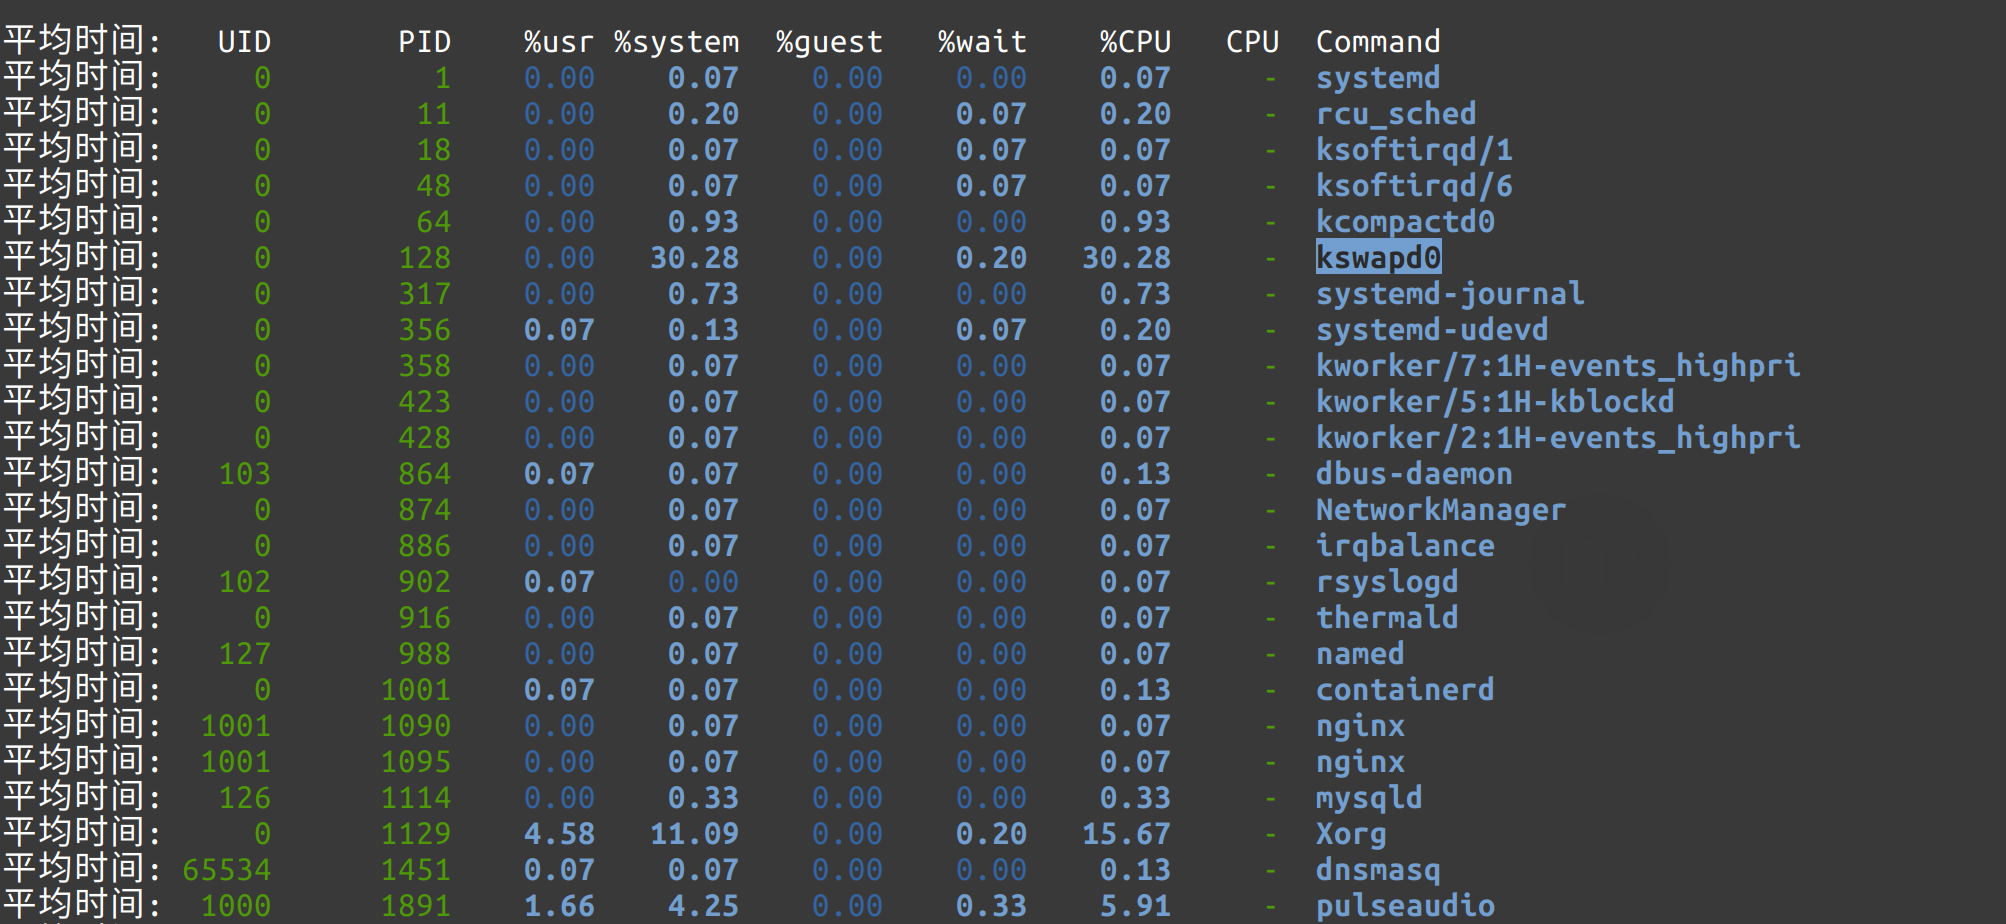 平均时间:   UID       PID    %usr %system  %guest   %wait    %CPU   CPU  Command
平均时间:     0         1    0.00    0.07    0.00    0.00    0.07     -  systemd
平均时间:     0        11    0.00    0.20    0.00    0.07    0.20     -  rcu_sched
平均时间:     0        18    0.00    0.07    0.00    0.07    0.07     -  ksoftirqd/1
平均时间:     0        48    0.00    0.07    0.00    0.07    0.07     -  ksoftirqd/6
平均时间:     0        64    0.00    0.93    0.00    0.00    0.93     -  kcompactd0
平均时间:     0       128    0.00   30.28    0.00    0.20   30.28     -  kswapd0
平均时间:     0       317    0.00    0.73    0.00    0.00    0.73     -  systemd-journal
平均时间:     0       356    0.07    0.13    0.00    0.07    0.20     -  systemd-udevd
平均时间:     0       358    0.00    0.07    0.00    0.00    0.07     -  kworker/7:1H-events_highpri
平均时间:     0       423    0.00    0.07    0.00    0.00    0.07     -  kworker/5:1H-kblockd
平均时间:     0       428    0.00    0.07    0.00    0.00    0.07     -  kworker/2:1H-events_highpri
平均时间:   103       864    0.07    0.07    0.00    0.00    0.13     -  dbus-daemon
平均时间:     0       874    0.00    0.07    0.00    0.00    0.07     -  NetworkManager
平均时间:     0       886    0.00    0.07    0.00    0.00    0.07     -  irqbalance
平均时间:   102       902    0.07    0.00    0.00    0.00    0.07     -  rsyslogd
平均时间:     0       916    0.00    0.07    0.00    0.00    0.07     -  thermald
平均时间:   127       988    0.00    0.07    0.00    0.00    0.07     -  named
平均时间:     0      1001    0.07    0.07    0.00    0.00    0.13     -  containerd
平均时间:  1001      1090    0.00    0.07    0.00    0.00    0.07     -  nginx
平均时间:  1001      1095    0.00    0.07    0.00    0.00    0.07     -  nginx
平均时间:   126      1114    0.00    0.33    0.00    0.00    0.33     -  mysqld
平均时间:     0      1129    4.58   11.09    0.00    0.20   15.67     -  Xorg
平均时间: 65534      1451    0.07    0.07    0.00    0.00    0.13     -  dnsmasq
平均时间:  1000      1891    1.66    4.25    0.00    0.33    5.91     -  pulseaudio